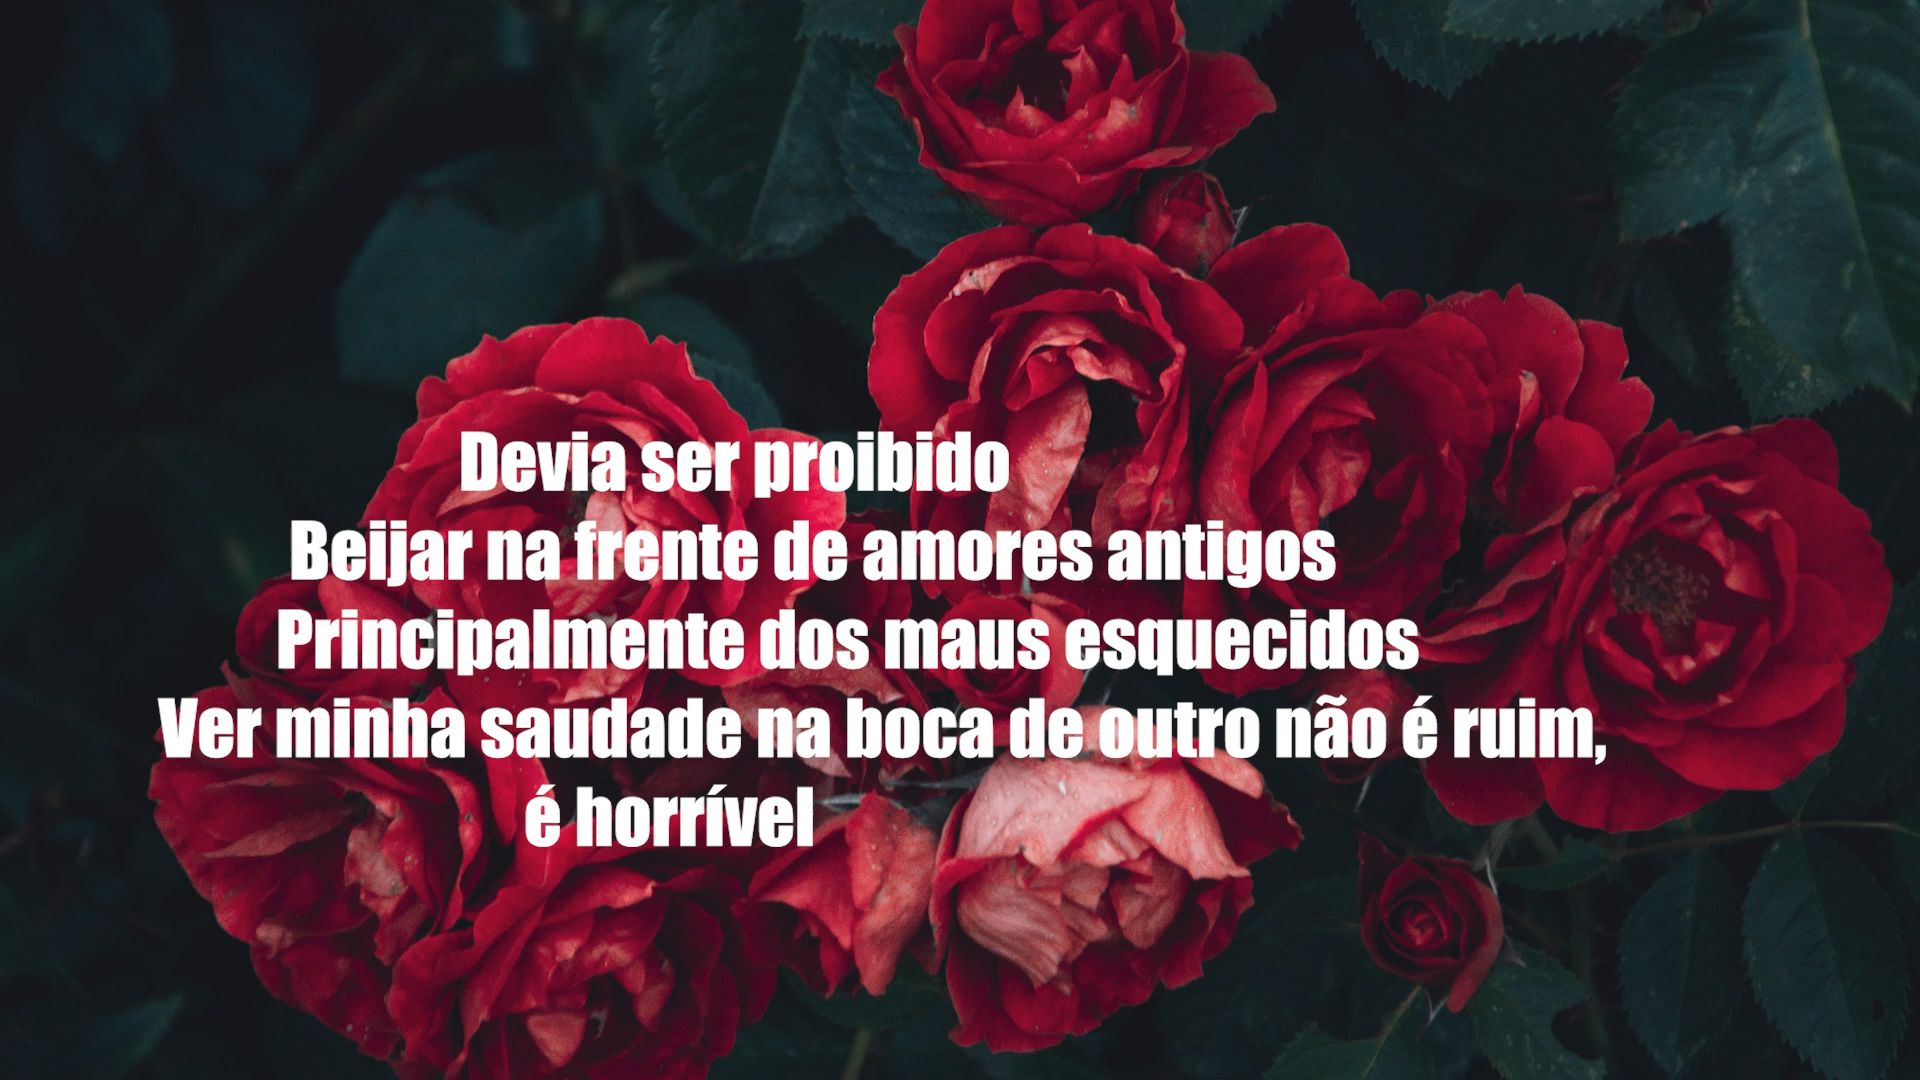 Devia ser proibido
Beijar na frente de amores antigos
Principalmente dos maus esquecidos
Ver minha saudade na boca de outro não é ruim,
é horrível